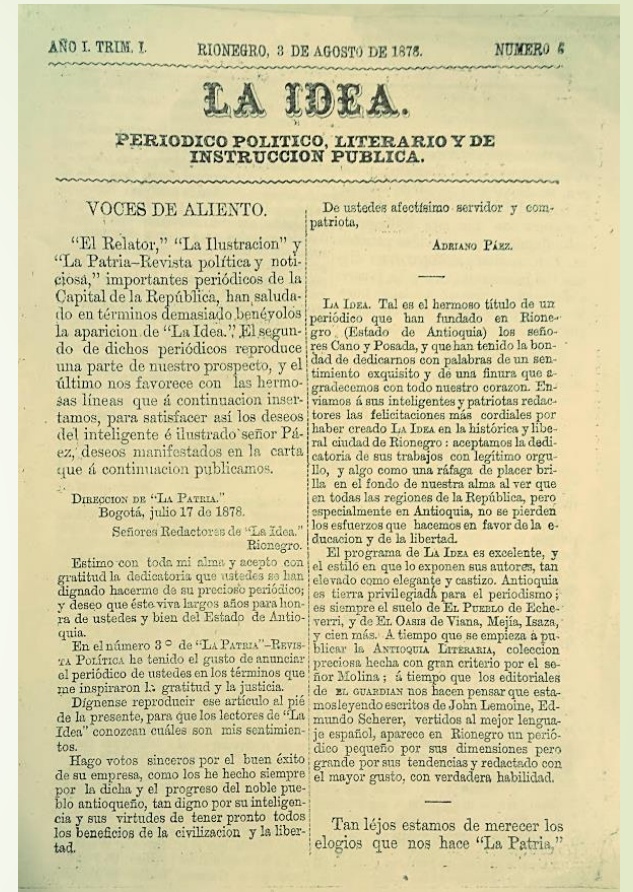 AÑO I. TRIM. I.
RIONEGRO, 3 DE AGOSTO DE 1878.
NUMERO
LA IDEA.
PERIODICO POLITICO, LITERARIO Y DE
INSTRUCCION PUBLICA.
VOCES DE ALIENTO.
"El Relator," "La Ilustracion" y
"La Patria-Revista política y noti-
ciosa," importantes periódicos de la
Capital de la República, han saluda-
do en términos demasiado benévolos
la aparicion de "La Idea." El segun-
do de dichos periódicos reproduce
una parte de nuestro prospecto, y el
último nos favorece con las hermo-
sas líneas que á continuacion inser-
tamos, para satisfacer así los deseos
del inteligente é ilustrado señor Pá-
ez, deseos manifestados en la carta
que á continuacion publicamos.
DIRECCION DE "LA PATRIA."
Bogotá, julio 17 de 1878.
Señores Redactores de "La Idea."
Rionegro.
Estimo con toda mi alma y acepto con
gratitud la dedicatoria que ustedes se han
dignado hacerme de su precioso periódico;
y deseo que éste viva largos años para hon-
ra de ustedes y bien del Estado de Antio-
quia.
En el número 3º de "LA PATRIA"-REVIS-
TA POLÍTICA he tenido el gusto de anunciar
el periódico de ustedes en los términos que
me inspiraron la gratitud y la justicia.
Dígnense reproducir ese artículo al pié
de la presente, para que los lectores de "La
Idea" conozcan cuáles son mis sentimien-
tos.
Hago votos sinceros por el buen éxito
de su empresa, como los he hecho siempre
por la dicha y el progreso del noble pue-
blo antioqueño, tan digno por su inteligen-
cia y sus virtudes de tener pronto todos
los beneficios de la civilizacion y la liber-
tad.
De ustedes afectísimo servidor y com-
patriota,
ADRIANO PÁEZ.
LA IDEA. Tal es el hermoso título de un
periódico que han fundado en Rione-
gro (Estado de Antioquia) los seño-
res Cano y Posada, y que han tenido la bon-
dad de dedicarnos con palabras de un sen-
timiento exquisito y de una finura que a-
gradecemos con todo nuestro corazon. En-
viamos á sus inteligentes y patriotas redac-
tores las felicitaciones más cordiales por
haber creado LA IDEA en la histórica y libe-
ral ciudad de Rionegro: aceptamos la dedi-
catoria de sus trabajos con legítimo orgu-
llo, y algo como una ráfaga de placer bri-
lla en el fondo de nuestra alma al ver que
en todas las regiones de la República, pero
especialmente en Antioquia, no se pierden
los esfuerzos que hacemos en favor de la e-
ducacion y de la libertad.
El programa de LA IDEA es excelente, y
el estiló en que lo exponen sus autores, tan
elevado como elegante y castizo. Antioquia
es tierra privilegiada para el periodismo;
es siempre el suelo de EL PUEBLO de Eche-
verri, y de EL OASIS de Viana, Mejía, Isaza,
y cien más. A tiempo que se empieza á pu-
blicar la ANTIOQUIA LITERARIA, coleccion
preciosa hecha con gran criterio por el se-
ñor Molina; á tiempo que los editoriales
de EL GUARDIAN nos hacen pensar que esta-
mosleyendo escritos de John Lemoine, Ed-
mundo Scherer, vertidos al mejor lengua-
je español, aparece en Rionegro un perió-
dico pequeño por sus dimensiones pero
grande por sus tendencias y redactado con
el mayor gusto, con verdadera habilidad.
Tan léjos estamos de merecer los
elogios que nos hace "La Patria,"